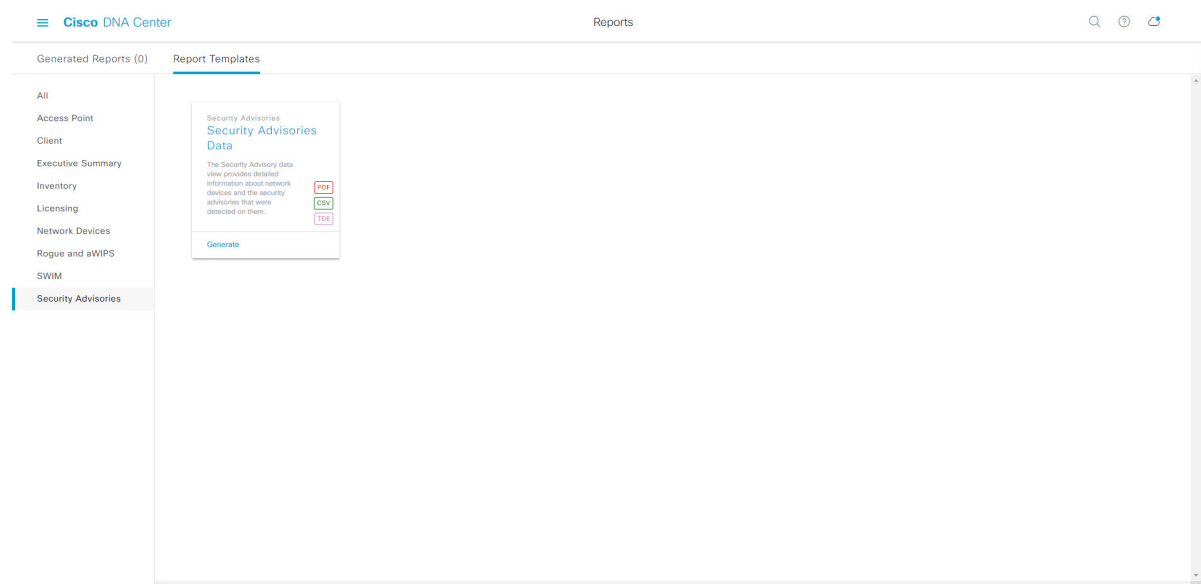 Cisco DNA Center
Reports
Generated Reports (0)
Report Templates
All
Access Point
Client
Executive Summary
Inventory
Licensing
Network Devices
Rogue and aWIPS
SWIM
Security Advisories
Security Advisories
Security Advisories
Data
The Security Advisory data
view provides detailed
information about network
devices and the security
advisories that were
detected on them.
PDF
CSV
TDE
Generate